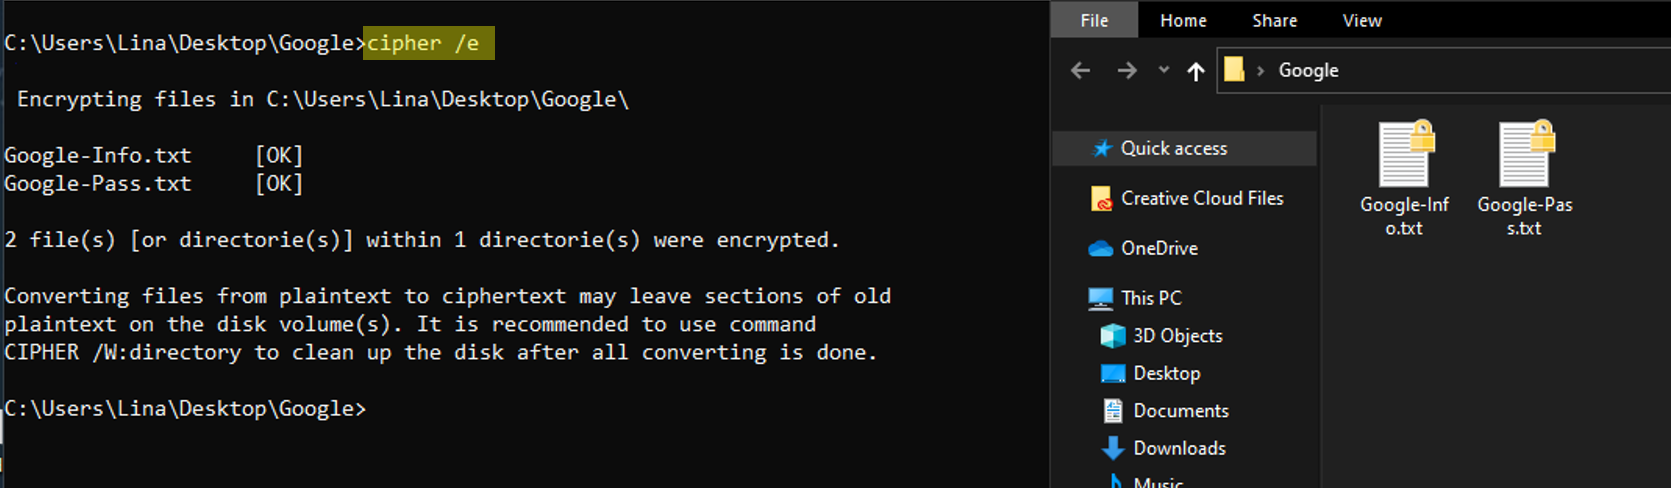 C:\Users\Lina\Desktop\Google>cipher /e
Encrypting files in C:\Users\Lina\Desktop\Google\
Google-Info.txt [OK]
Google-Pass.txt [OK]
2 file(s) [or directorie(s)] within 1 directorie(s) were encrypted.
Converting files from plaintext to ciphertext may leave sections of old
plaintext on the disk volume(s). It is recommended to use command
CIPHER /W:directory to clean up the disk after all converting is done.
C:\Users\Lina\Desktop\Google>
File Home Share View
Google
Quick access
Creative Cloud Files
OneDrive
This PC
3D Objects
Desktop
Documents
Downloads
Music
Google-Inf
o.txt
Google-Pas
s.txt